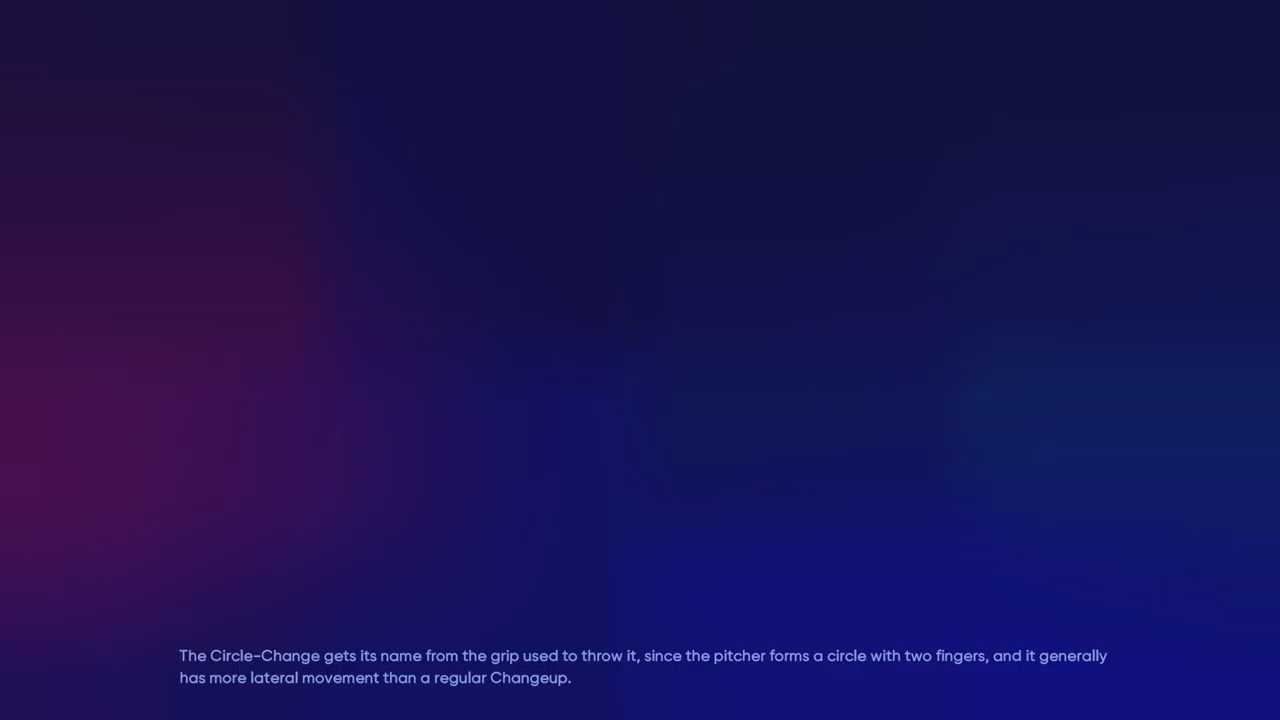 The Circle-Change gets its name from the grip used to throw it, since the pitcher forms a circle with two fingers, and it generally
has more lateral movement than a regular Changeup.